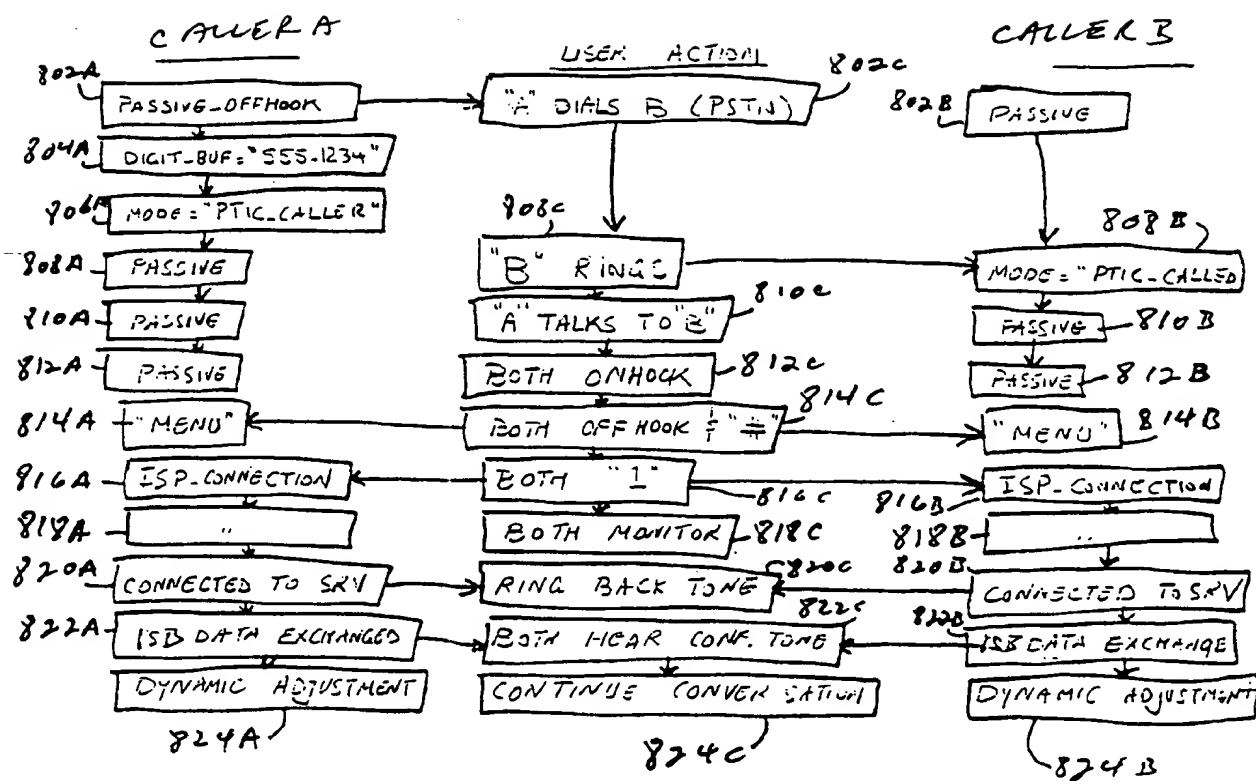 CALLER A
USER ACTION
CALLER B
802A
PASSIVE-OFFHOOK
"A" DIALS B (PSTN)
802C
802B
PASSIVE
804A
DIGIT_BUF="555-1234"
806A
MODE="PTIC_CALLER"
808C
808B
808A
PASSIVE
"B" RINGS
MODE="PTIC_CALLED
810A
PASSIVE
"A" TALKS TO "B"
810C
PASSIVE
810B
812A
PASSIVE
BOTH ONHOOK
812C
PASSIVE
812B
814A
"MENU"
BOTH OFFHOOK & "#"
814C
"MENU"
814B
816A
ISP_CONNECTION
BOTH "1"
816C
816B
ISP_CONNECTION
818A
..
BOTH MONITOR
818C
818B
..
820A
CONNECTED TO SRV
RING BACK TONE
820C
820B
CONNECTED TO SRV
822A
ISB DATA EXCHANGED
BOTH HEAR CONF. TONE
822C
822B
ISB DATA EXCHANGE
DYNAMIC ADJUSTMENT
CONTINUE CONVERSATION
DYNAMIC ADJUSTMENT
824A
824C
824B